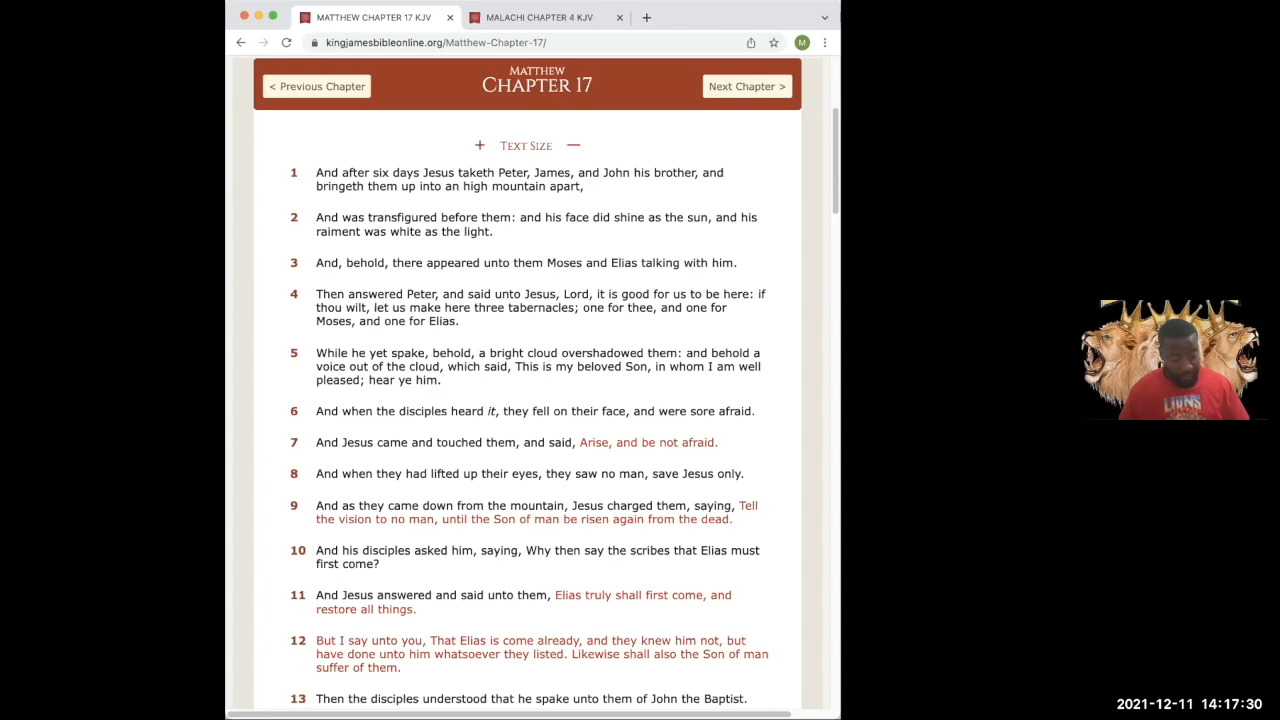 MATTHEW CHAPTER 17 KJV
MALACHI CHAPTER 4 KJV
kingjamesbibleonline.org/Matthew-Chapter-17/
M
< Previous Chapter
MATTHEW
CHAPTER 17
Next Chapter >
+ TEXT SIZE —
1 And after six days Jesus taketh Peter, James, and John his brother, and
bringeth them up into an high mountain apart,
2 And was transfigured before them: and his face did shine as the sun, and his
raiment was white as the light.
3 And, behold, there appeared unto them Moses and Elias talking with him.
4 Then answered Peter, and said unto Jesus, Lord, it is good for us to be here: if
thou wilt, let us make here three tabernacles; one for thee, and one for
Moses, and one for Elias.
5 While he yet spake, behold, a bright cloud overshadowed them: and behold a
voice out of the cloud, which said, This is my beloved Son, in whom I am well
pleased; hear ye him.
6 And when the disciples heard it, they fell on their face, and were sore afraid.
7 And Jesus came and touched them, and said, Arise, and be not afraid.
8 And when they had lifted up their eyes, they saw no man, save Jesus only.
9 And as they came down from the mountain, Jesus charged them, saying, Tell
the vision to no man, until the Son of man be risen again from the dead.
10 And his disciples asked him, saying, Why then say the scribes that Elias must
first come?
11 And Jesus answered and said unto them, Elias truly shall first come, and
restore all things.
12 But I say unto you, That Elias is come already, and they knew him not, but
have done unto him whatsoever they listed. Likewise shall also the Son of man
suffer of them.
13 Then the disciples understood that he spake unto them of John the Baptist.
LIONS
2021-12-11 14:17:30